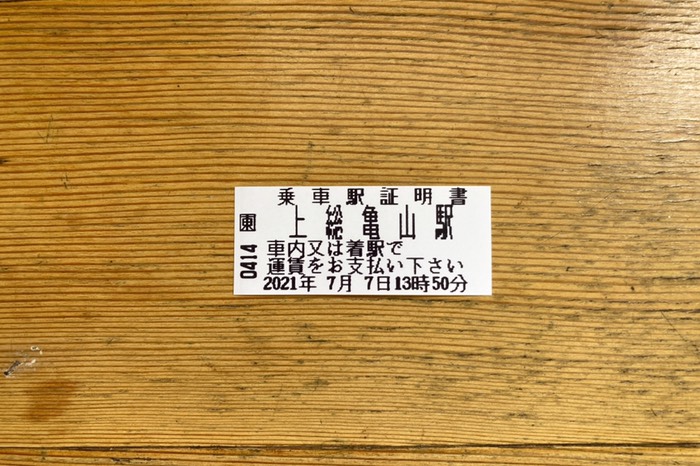 乗車駅証明書
上総亀山駅
車内又は着駅で
運賃をお支払い下さい
2021年 7月 7日13時50分
東
0414